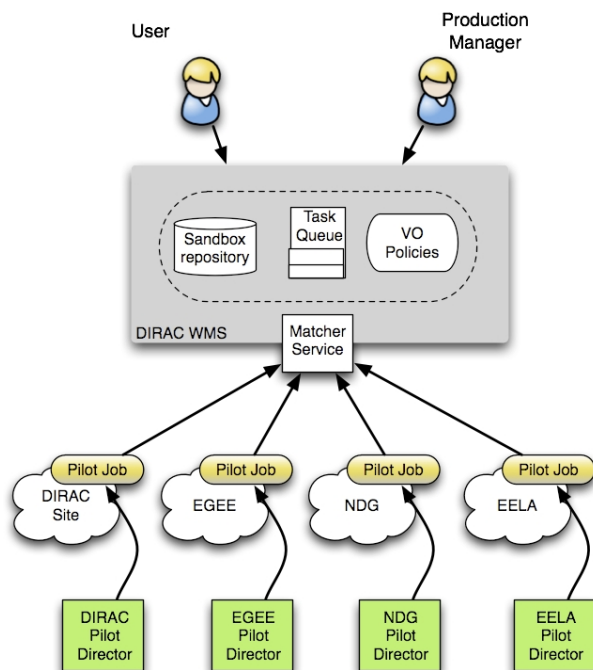 User
Production
Manager
Sandbox
repository
Task
Queue
VO
Policies
DIRAC WMS
Matcher
Service
Pilot Job
Pilot Job
Pilot Job
Pilot Job
DIRAC
Site
EGEE
NDG
EELA
DIRAC
Pilot
Director
EGEE
Pilot
Director
NDG
Pilot
Director
EELA
Pilot
Director